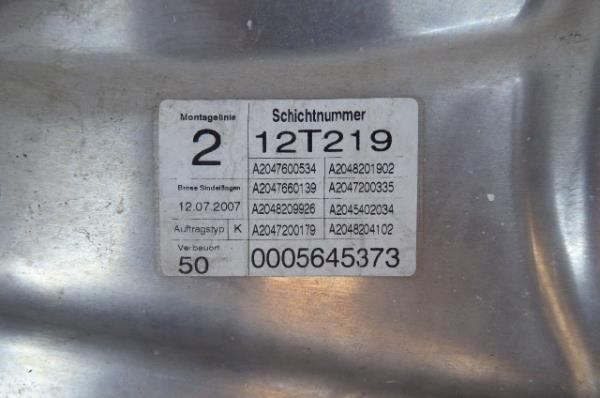 Montagelinie
2
Brose Sindelfingen
12.07.2007
Auftragstyp K
Verbauort
50
Schichtnummer
12T219
A2047600534 A2048201902
A2047660139 A2047200335
A2048209926 A2045402034
A2047200179 A2048204102
0005645373